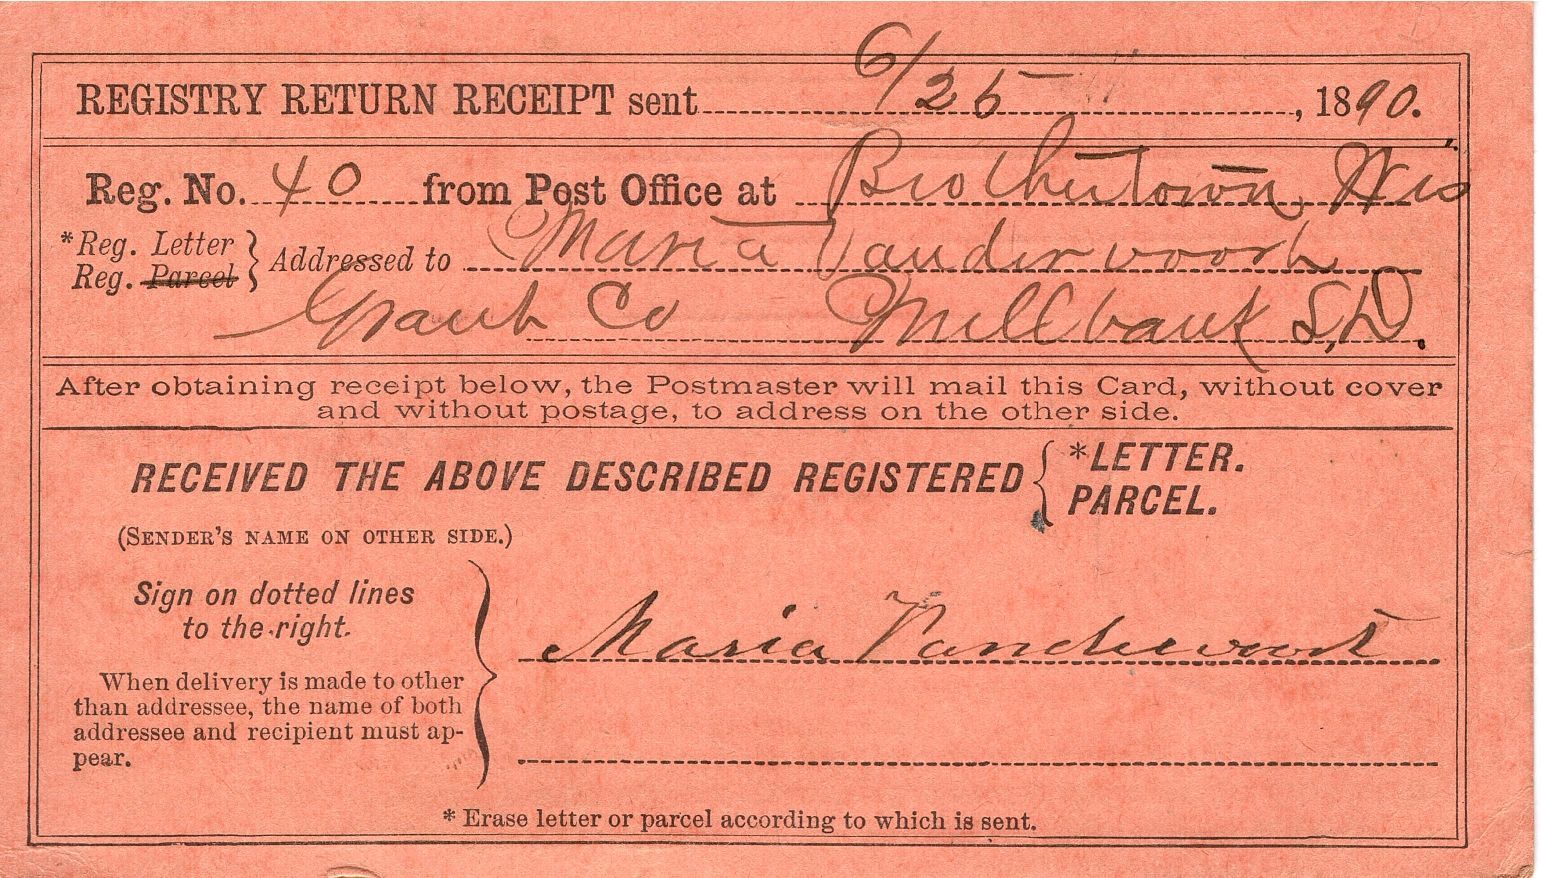 REGISTRY RETURN RECEIPT sent 6/25, 1890.
Reg. No. 40 from Post Office at Brothertown Wis
*Reg. Letter
Reg. Parcel } Addressed to Maria Vandervoort
Grant Co Millbank S,D.
After obtaining receipt below, the Postmaster will mail this Card, without cover
and without postage, to address on the other side.
RECEIVED THE ABOVE DESCRIBED REGISTERED { *LETTER.
PARCEL.
(SENDER'S NAME ON OTHER SIDE.)
Sign on dotted lines
to the right.
Maria Vandervoort
When delivery is made to other
than addressee, the name of both
addressee and recipient must ap-
pear.
* Erase letter or parcel according to which is sent.